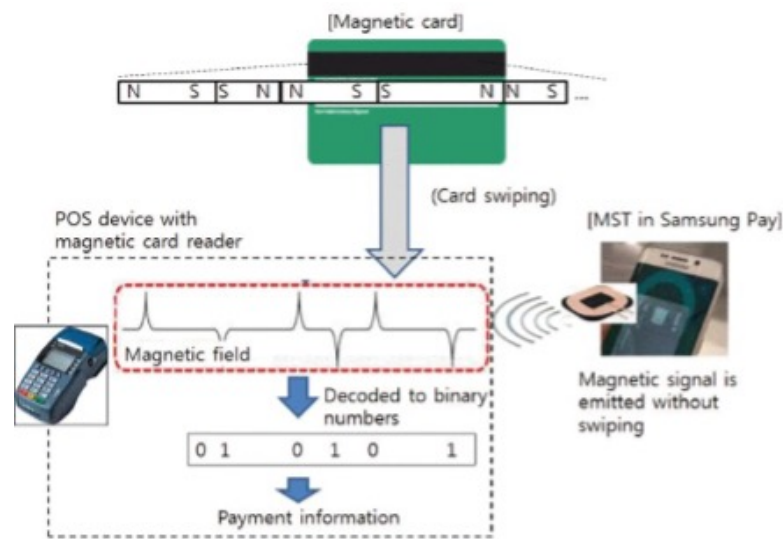 [Magnetic card]
N S S N N S S N N S ...
(Card swiping)
POS device with
magnetic card reader
[MST in Samsung Pay]
Magnetic field
Decoded to binary
numbers
Magnetic signal is
emitted without
swiping
0 1 0 1 0 1
Payment information